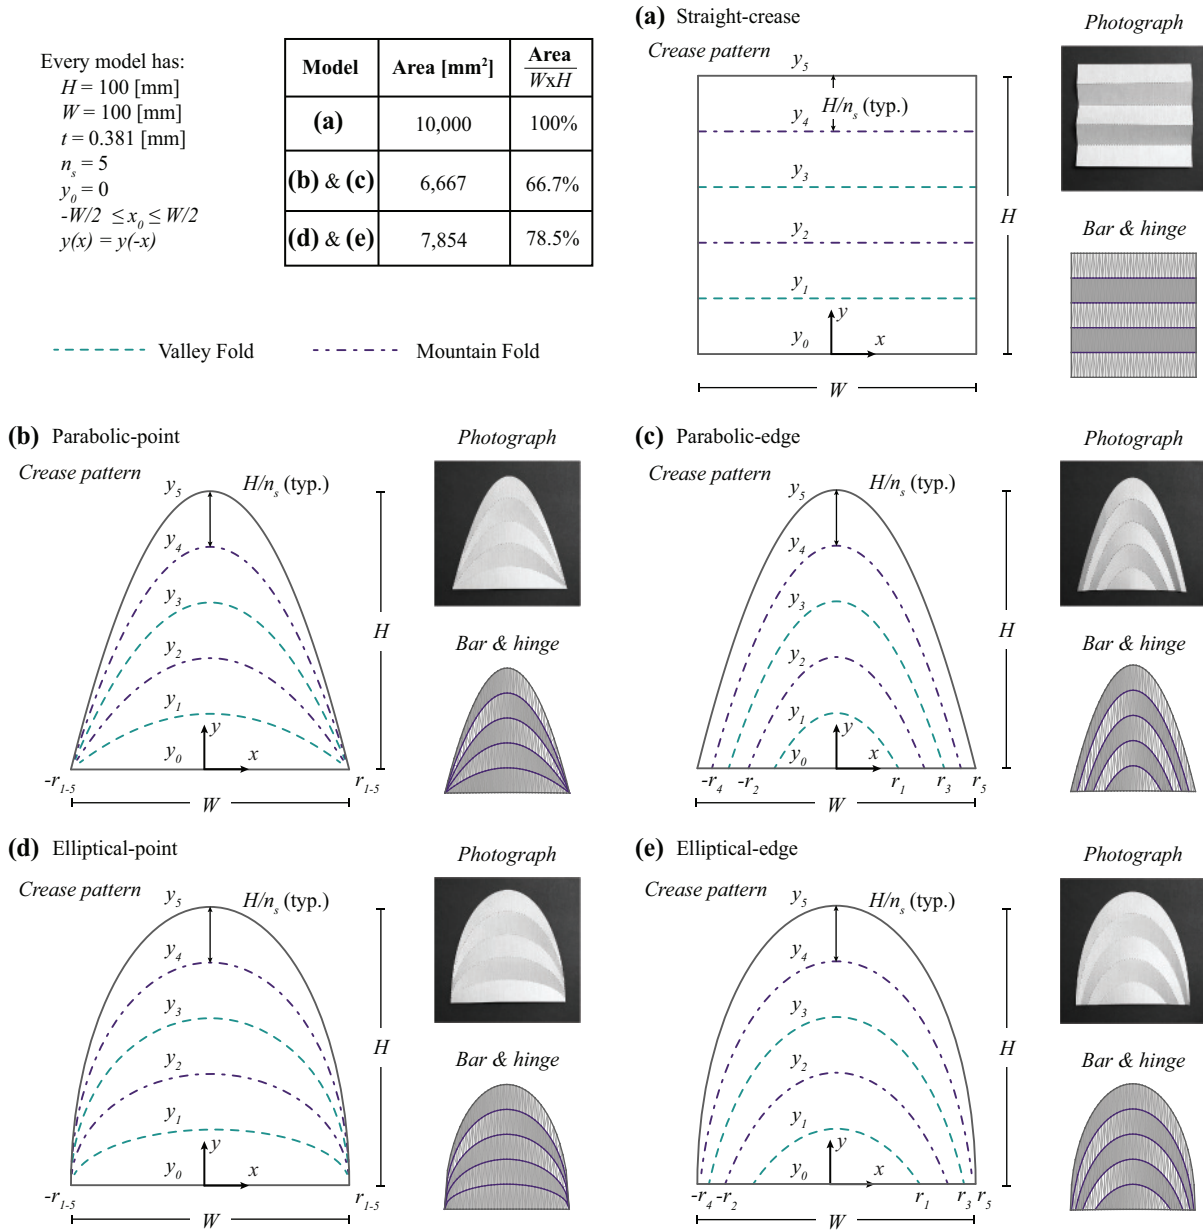 Every model has:
H = 100 [mm]
W = 100 [mm]
t = 0.381 [mm]
n_s = 5
y_0 = 0
-W/2 ≤ x_0 ≤ W/2
y(x) = y(-x)
Model Area [mm²] Area/WxH
(a) 10,000 100%
(b) & (c) 6,667 66.7%
(d) & (e) 7,854 78.5%
Valley Fold Mountain Fold
(a) Straight-crease
Photograph
Crease pattern
y_5
H/n_s (typ.)
y_4
y_3
H
y_2
Bar & hinge
y_1
y
y_0 x
W
(b) Parabolic-point
Photograph
Crease pattern
y_5 H/n_s (typ.)
y_4
y_3
H
y_2
Bar & hinge
y_1
y
y_0 x
-r_1-5 r_1-5
W
(c) Parabolic-edge
Photograph
Crease pattern
y_5 H/n_s (typ.)
y_4
y_3
H
y_2
Bar & hinge
y_1
y
y_0 x
-r_4 -r_2 r_1 r_3 r_5
W
(d) Elliptical-point
Photograph
Crease pattern
y_5 H/n_s (typ.)
y_4
y_3
H
y_2
Bar & hinge
y_1
y
y_0 x
-r_1-5 r_1-5
W
(e) Elliptical-edge
Photograph
Crease pattern
y_5 H/n_s (typ.)
y_4
y_3
H
y_2
Bar & hinge
y_1
y
y_0 x
-r_4 -r_2 r_1 r_3 r_5
W